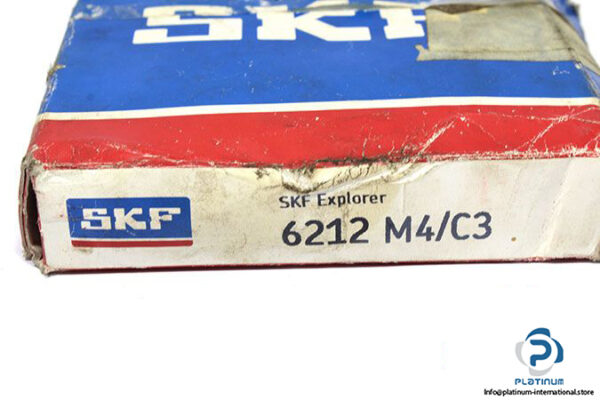 SKF
SKF
SKF Explorer
6212 M4/C3
PLATINUM
Info@platinum-international.store